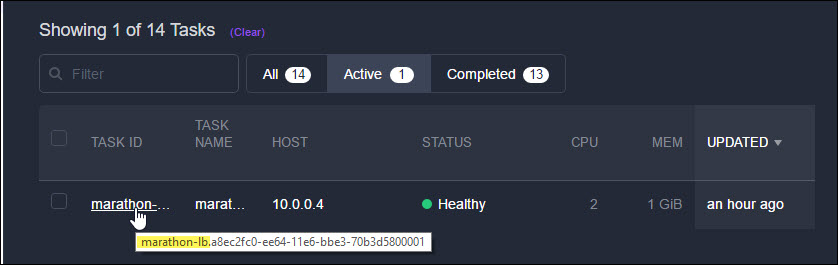 Showing 1 of 14 Tasks (Clear)
Filter
All 14 Active 1 Completed 13
TASK ID TASK NAME HOST STATUS CPU MEM UPDATED
marathon-... marat... 10.0.0.4 Healthy 2 1 GiB an hour ago
marathon-lb.a8ec2fc0-ee64-11e6-bbe3-70b3d5800001